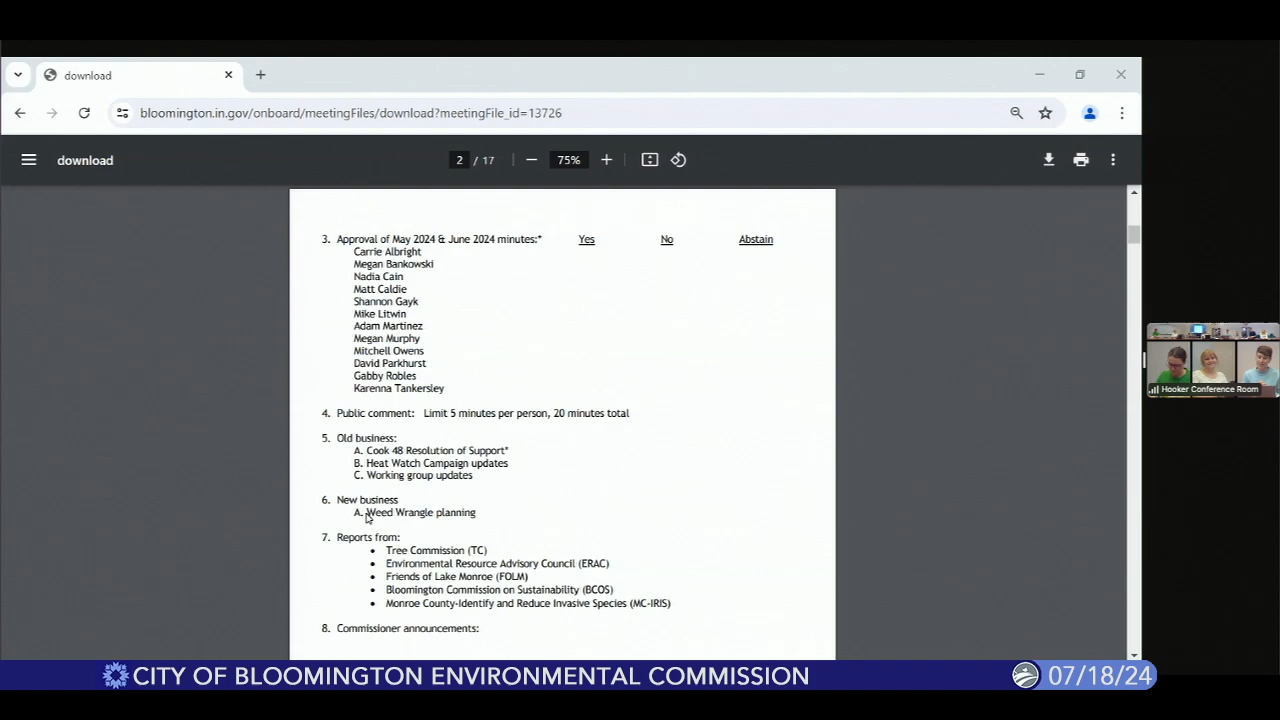 download
bloomington.in.gov/onboard/meetingFiles/download?meetingFile_id=13726
download
2 / 17
75%
3. Approval of May 2024 & June 2024 minutes:* Yes No Abstain
Carrie Albright
Megan Bankowski
Nadia Cain
Matt Caldie
Shannon Gayk
Mike Litwin
Adam Martinez
Megan Murphy
Mitchell Owens
David Parkhurst
Gabby Robles
Karenna Tankersley
4. Public comment: Limit 5 minutes per person, 20 minutes total
5. Old business:
A. Cook 48 Resolution of Support*
B. Heat Watch Campaign updates
C. Working group updates
6. New business
A. Weed Wrangle planning
7. Reports from:
• Tree Commission (TC)
• Environmental Resource Advisory Council (ERAC)
• Friends of Lake Monroe (FOLM)
• Bloomington Commission on Sustainability (BCOS)
• Monroe County-Identify and Reduce Invasive Species (MC-IRIS)
8. Commissioner announcements:
Hooker Conference Room
CITY OF BLOOMINGTON ENVIRONMENTAL COMMISSION
07/18/24